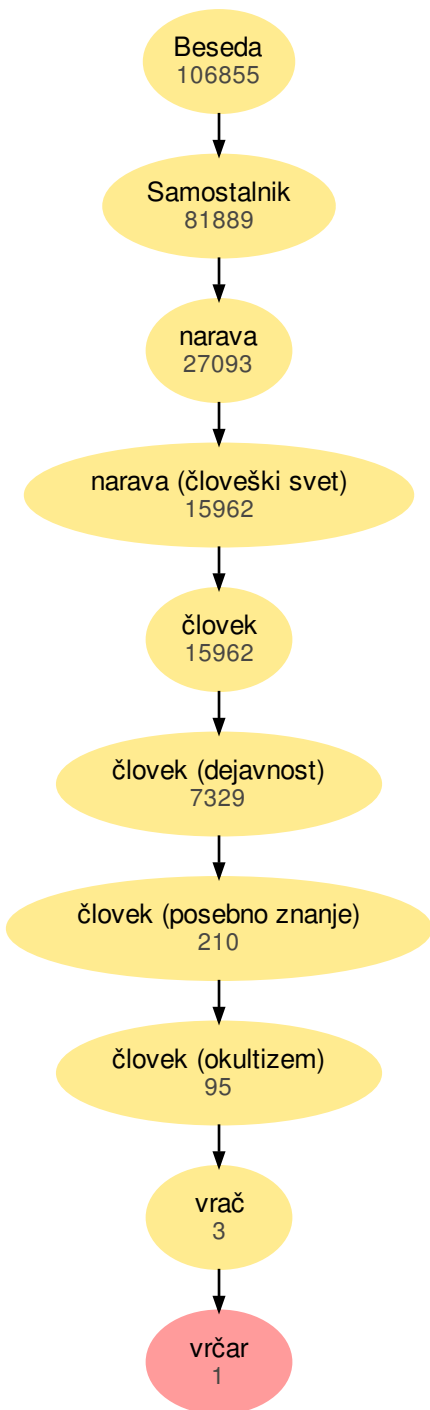 Beseda
106855
Samostalnik
81889
narava
27093
narava (človeški svet)
15962
človek
15962
človek (dejavnost)
7329
človek (posebno znanje)
210
človek (okultizem)
95
vrač
3
vrčar
1